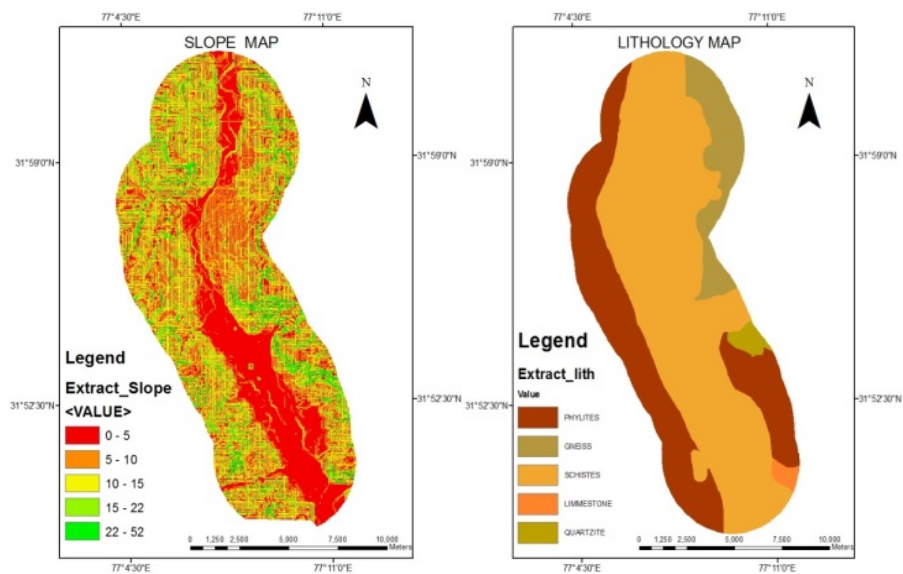 77°4'30"E 77°11'0"E
SLOPE MAP
N
31°59'0"N 31°59'0"N
Legend
Extract_Slope
<VALUE>
0 - 5
5 - 10
10 - 15
15 - 22
22 - 52
31°52'30"N 31°52'30"N
0 1,250 2,500 5,000 7,500 10,000
Meters
77°4'30"E 77°11'0"E
77°4'30"E 77°11'0"E
LITHOLOGY MAP
N
31°59'0"N 31°59'0"N
Legend
Extract_lith
Value
PHYLITES
GNEISS
SCHISTES
LIMMESTONE
QUARTZITE
31°52'30"N 31°52'30"N
0 1,250 2,500 5,000 7,500 10,000
Meters
77°4'30"E 77°11'0"E